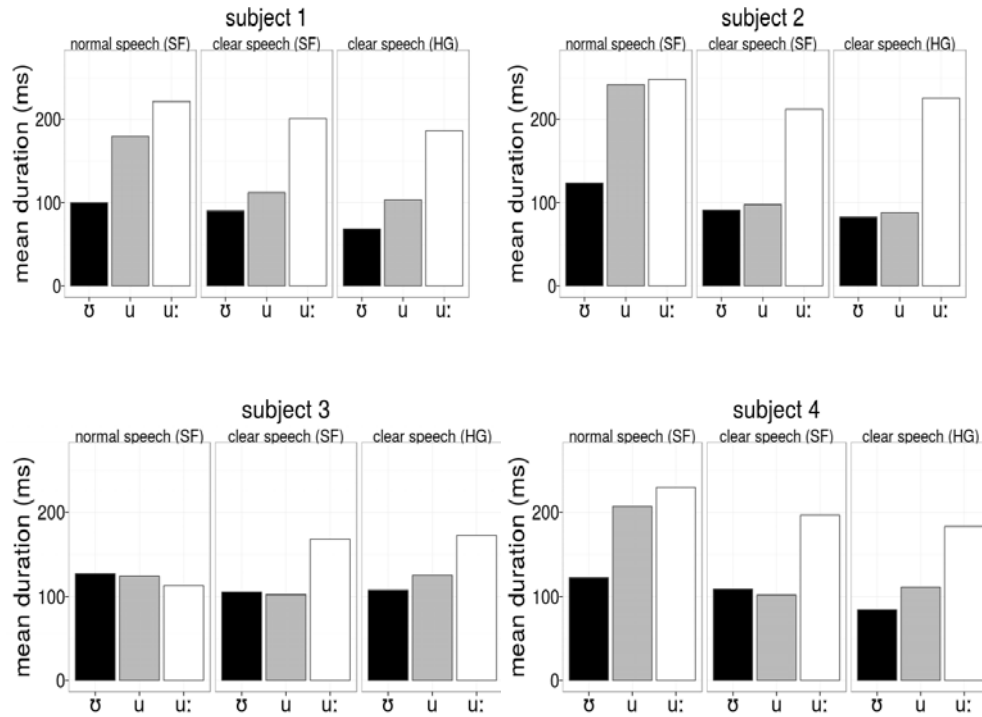 subject 1
normal speech (SF) clear speech (SF) clear speech (HG)
mean duration (ms)
200
100
0
ʊ u uː ʊ u uː ʊ u uː
subject 2
normal speech (SF) clear speech (SF) clear speech (HG)
mean duration (ms)
200
100
0
ʊ u uː ʊ u uː ʊ u uː
subject 3
normal speech (SF) clear speech (SF) clear speech (HG)
mean duration (ms)
200
100
0
ʊ u uː ʊ u uː ʊ u uː
subject 4
normal speech (SF) clear speech (SF) clear speech (HG)
mean duration (ms)
200
100
0
ʊ u uː ʊ u uː ʊ u uː